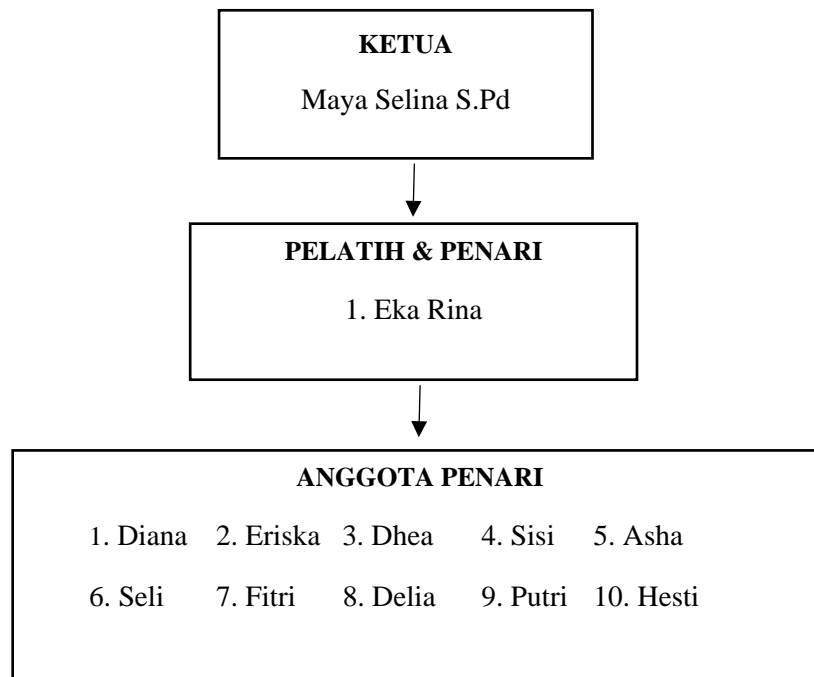 KETUA
Maya Selina S.Pd
PELATIH & PENARI
1. Eka Rina
ANGGOTA PENARI
1. Diana 2. Eriska 3. Dhea 4. Sisi 5. Asha
6. Seli 7. Fitri 8. Delia 9. Putri 10. Hesti